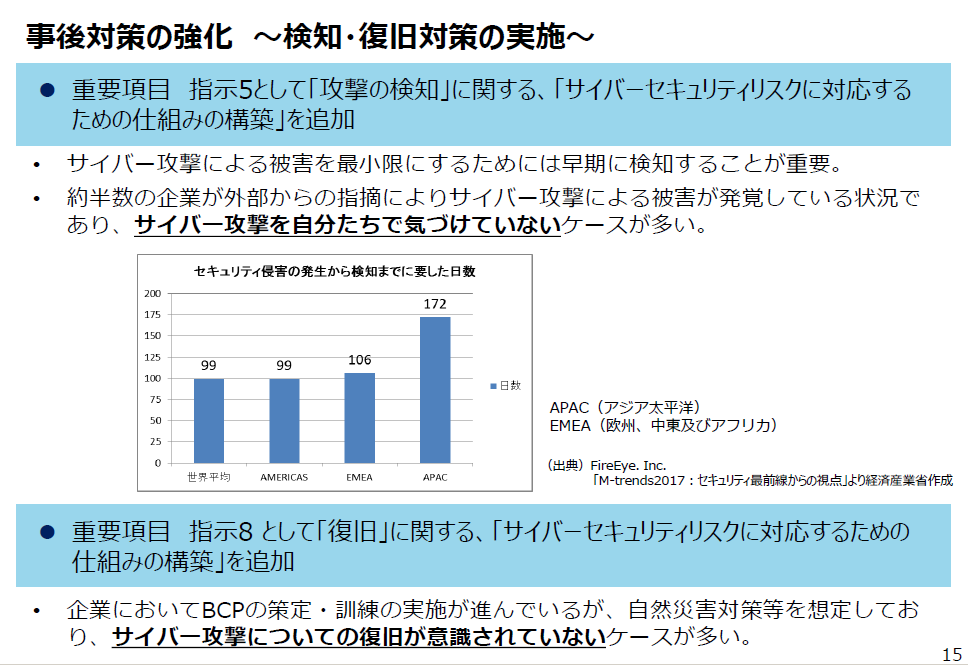 事後対策の強化　～検知・復旧対策の実施～
● 重要項目　指示5として「攻撃の検知」に関する、「サイバーセキュリティリスクに対応する
ための仕組みの構築」を追加
• サイバー攻撃による被害を最小限にするためには早期に検知することが重要。
• 約半数の企業が外部からの指摘によりサイバー攻撃による被害が発覚している状況で
あり、サイバー攻撃を自分たちで気づけていないケースが多い。
セキュリティ侵害の発生から検知までに要した日数
200
175
150
125
100
75
50
25
0
99
99
106
172
世界平均
AMERICAS
EMEA
APAC
日数
APAC（アジア太平洋）
EMEA（欧州、中東及びアフリカ）
（出典）FireEye. Inc.
「M-trends2017：セキュリティ最前線からの視点」より経済産業省作成
● 重要項目　指示8 として「復旧」に関する、「サイバーセキュリティリスクに対応するための
仕組みの構築」を追加
• 企業においてBCPの策定・訓練の実施が進んでいるが、自然災害対策等を想定してお
り、サイバー攻撃についての復旧が意識されていないケースが多い。
15